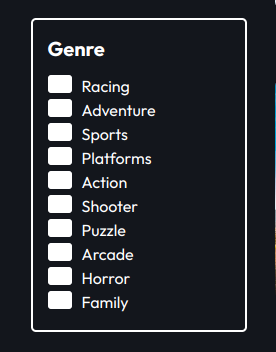 Genre
Racing
Adventure
Sports
Platforms
Action
Shooter
Puzzle
Arcade
Horror
Family